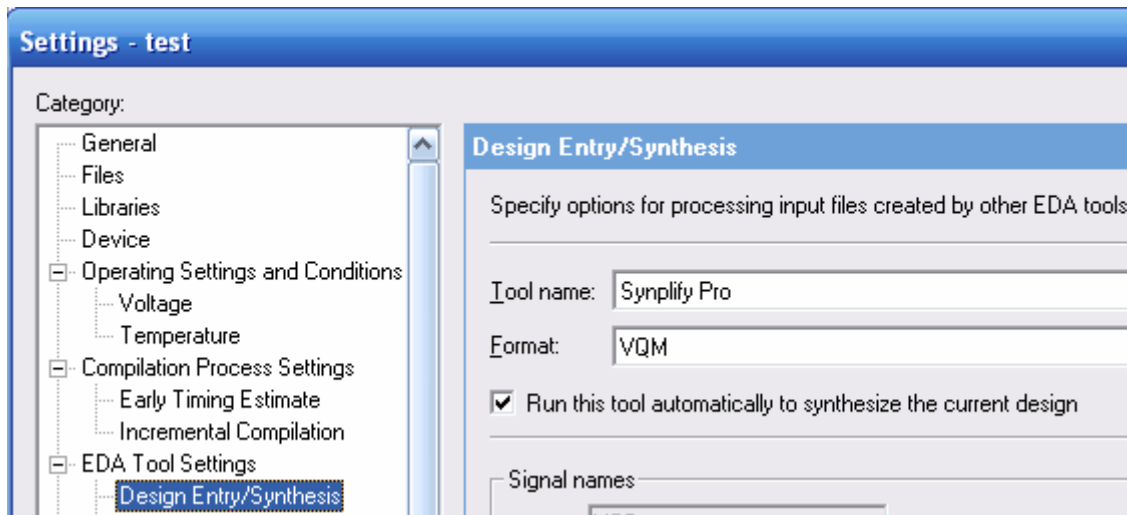 Settings - test
Category:
General
Files
Libraries
Device
Operating Settings and Conditions
Voltage
Temperature
Compilation Process Settings
Early Timing Estimate
Incremental Compilation
EDA Tool Settings
Design Entry/Synthesis
Design Entry/Synthesis
Specify options for processing input files created by other EDA tools
Tool name: Synplify Pro
Format: VQM
Run this tool automatically to synthesize the current design
Signal names